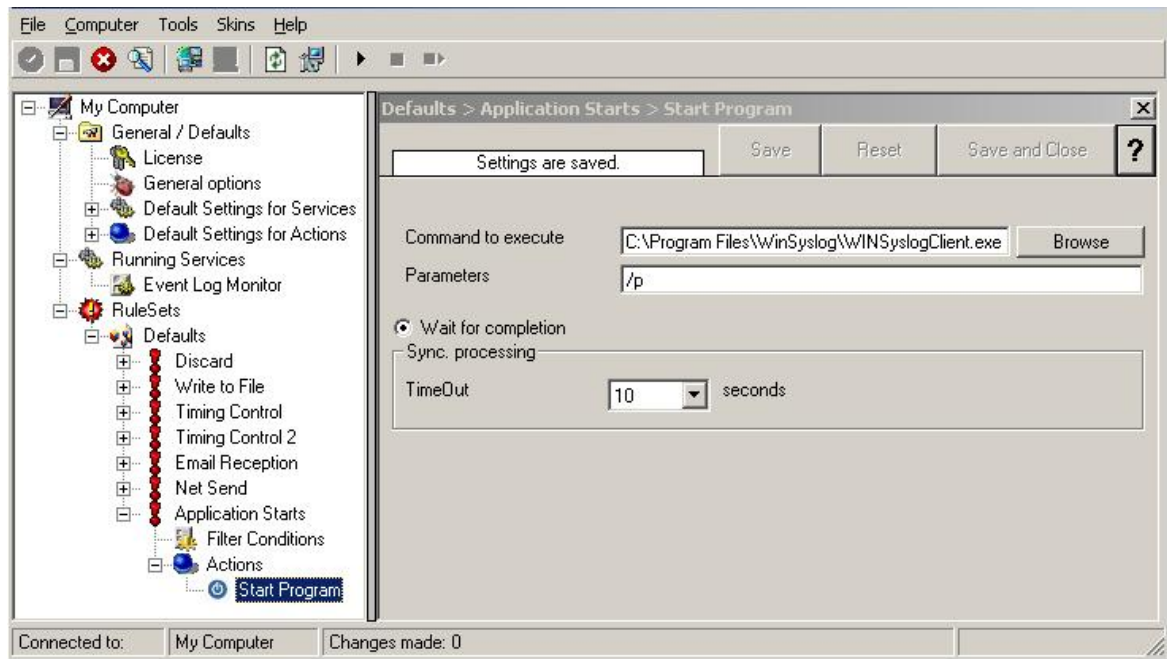 File Computer Tools Skins Help
My Computer
General / Defaults
License
General options
Default Settings for Services
Default Settings for Actions
Running Services
Event Log Monitor
RuleSets
Defaults
Discard
Write to File
Timing Control
Timing Control 2
Email Reception
Net Send
Application Starts
Filter Conditions
Actions
Start Program
Defaults > Application Starts > Start Program
Settings are saved. Save Reset Save and Close ?
Command to execute C:\Program Files\WinSyslog\WINSyslogClient.exe Browse
Parameters /p
Wait for completion
Sync. processing
TimeOut 10 seconds
Connected to: My Computer Changes made: 0